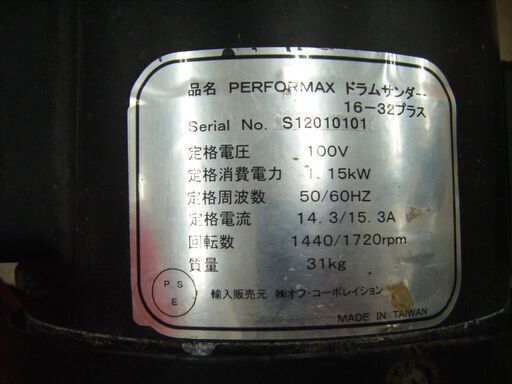 品名 PERFORMAX ドラムサンダー
16-32プラス
Serial No. S12010101
定格電圧 100V
定格消費電力 1.15kW
定格周波数 50/60HZ
定格電流 14.3/15.3A
回転数 1440/1720rpm
質量 31kg
P S
E
輸入販売元 ㈱オフ・コーポレイション
MADE IN TAIWAN